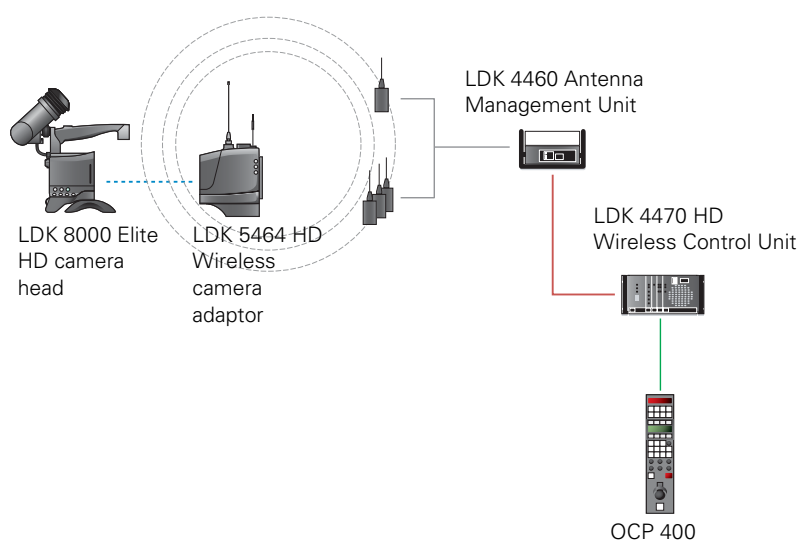 LDK 4460 Antenna
Management Unit
LDK 4470 HD
Wireless Control Unit
LDK 8000 Elite
HD camera
head
LDK 5464 HD
Wireless
camera
adaptor
OCP 400